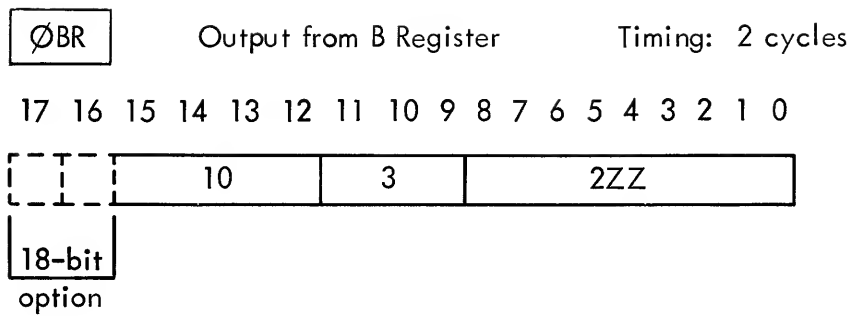 ØBR Output from B Register Timing: 2 cycles
17 16 15 14 13 12 11 10 9 8 7 6 5 4 3 2 1 0
10 3 2ZZ
18-bit
option